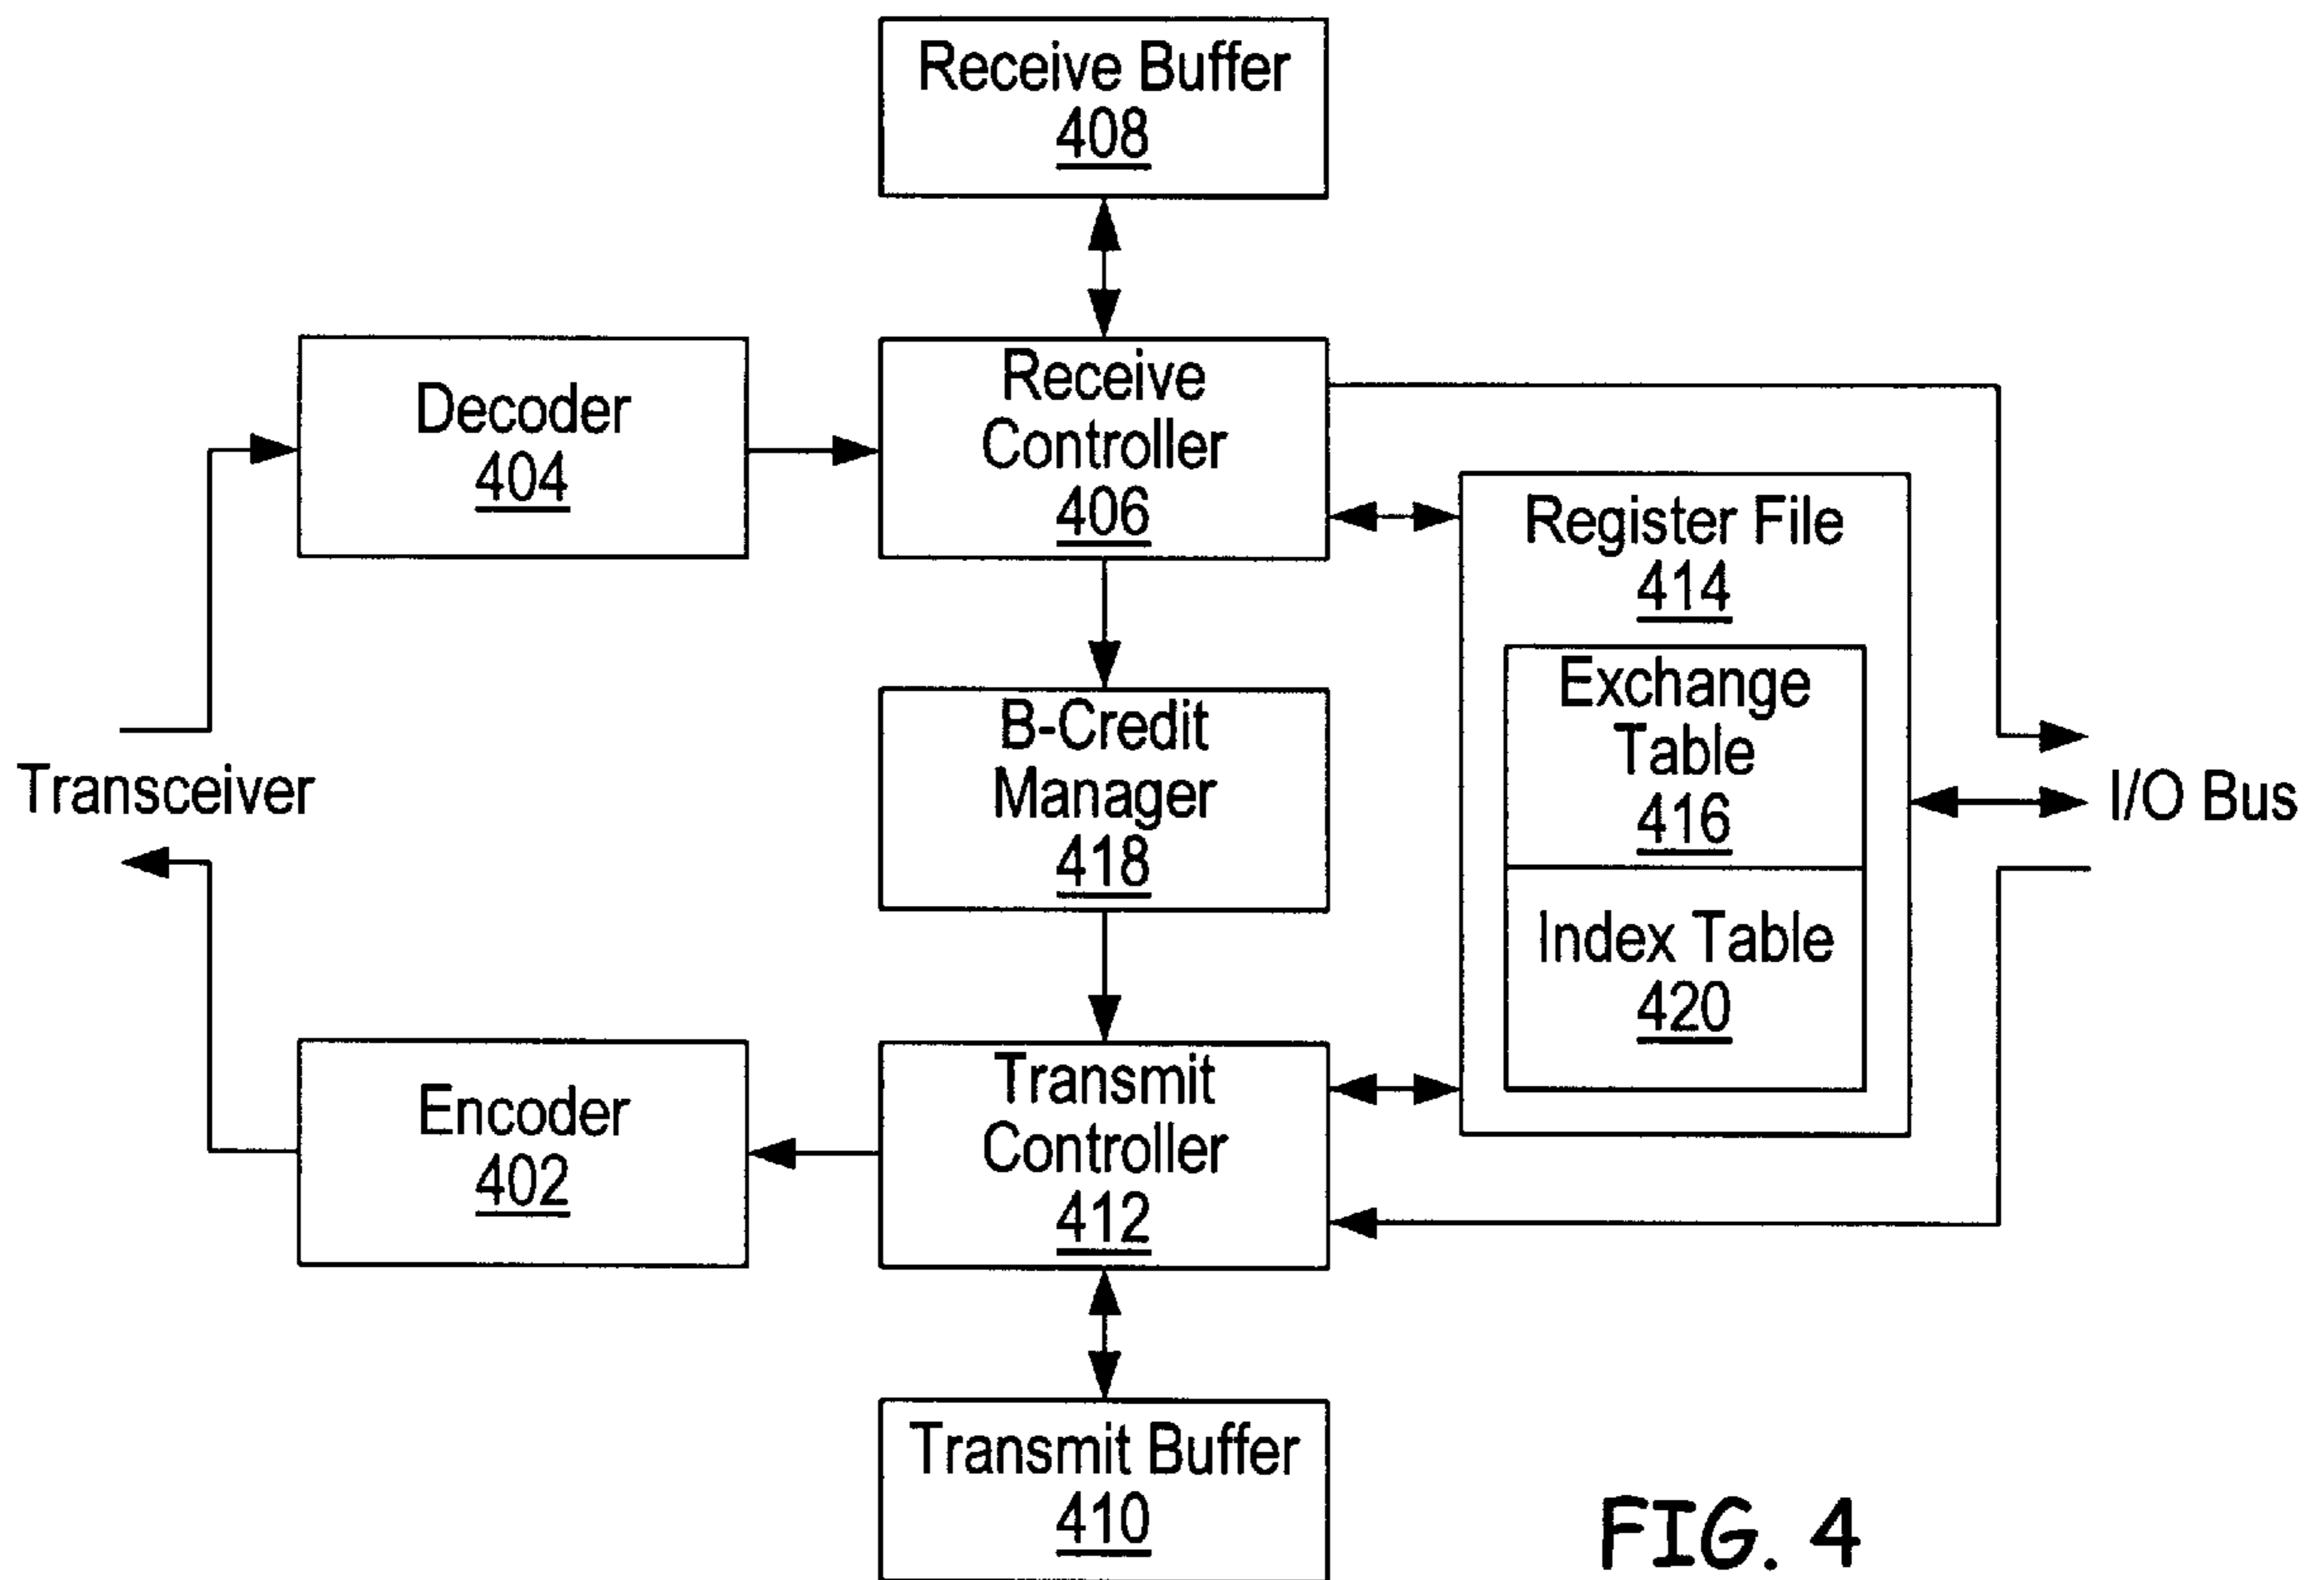 Receive Buffer
408
Decoder
404
Receive
Controller
406
Register File
414
Exchange
Table
416
Index Table
420
B-Credit
Manager
418
Transceiver
I/O Bus
Encoder
402
Transmit
Controller
412
Transmit Buffer
410
FIG. 4